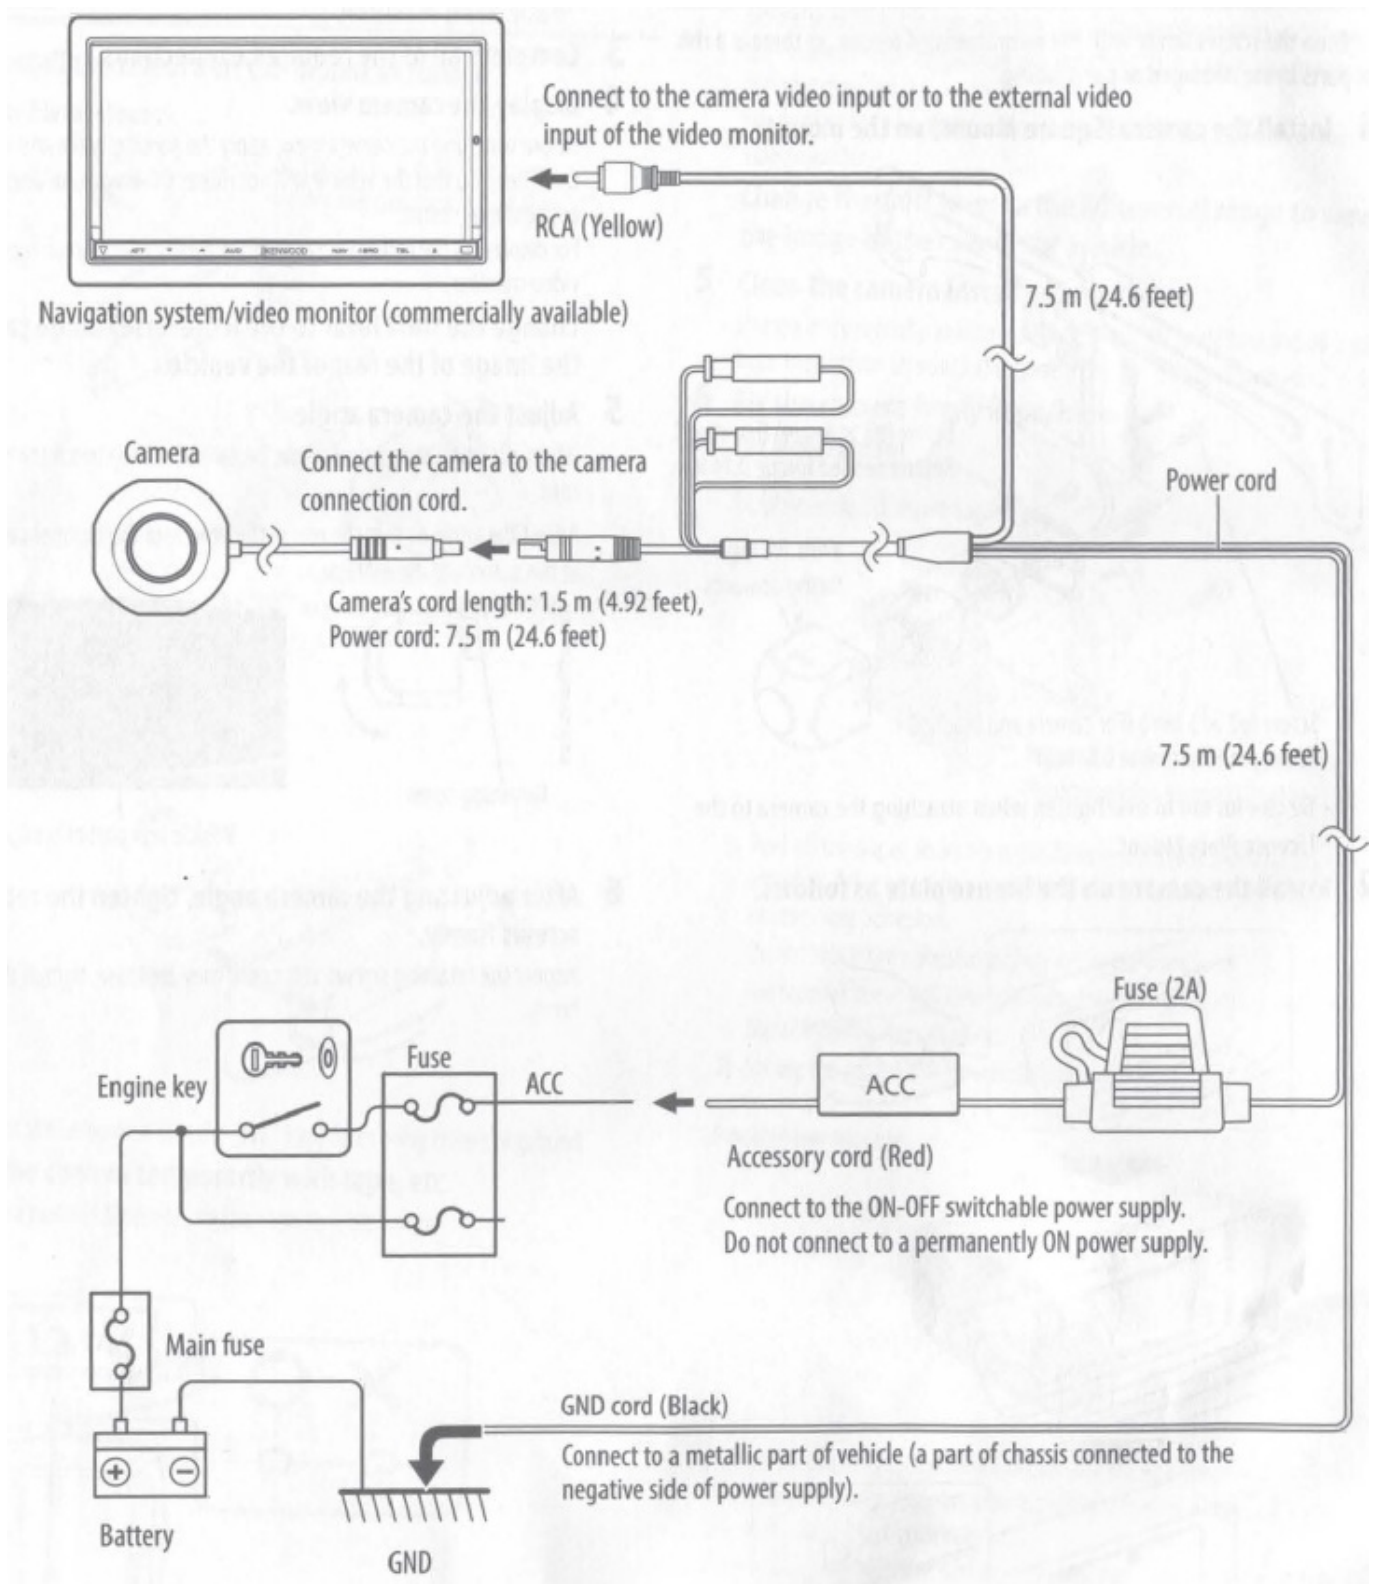 Connect to the camera video input or to the external video
input of the video monitor.
RCA (Yellow)
ATT
AUD
KENWOOD
NAV
TEL
Navigation system/video monitor (commercially available)
7.5 m (24.6 feet)
Camera
Connect the camera to the camera
connection cord.
Power cord
Camera's cord length: 1.5 m (4.92 feet),
Power cord: 7.5 m (24.6 feet)
7.5 m (24.6 feet)
Fuse (2A)
Engine key
Fuse
ACC
ACC
Accessory cord (Red)
Connect to the ON-OFF switchable power supply.
Do not connect to a permanently ON power supply.
Main fuse
GND cord (Black)
Connect to a metallic part of vehicle (a part of chassis connected to the
negative side of power supply).
Battery
GND